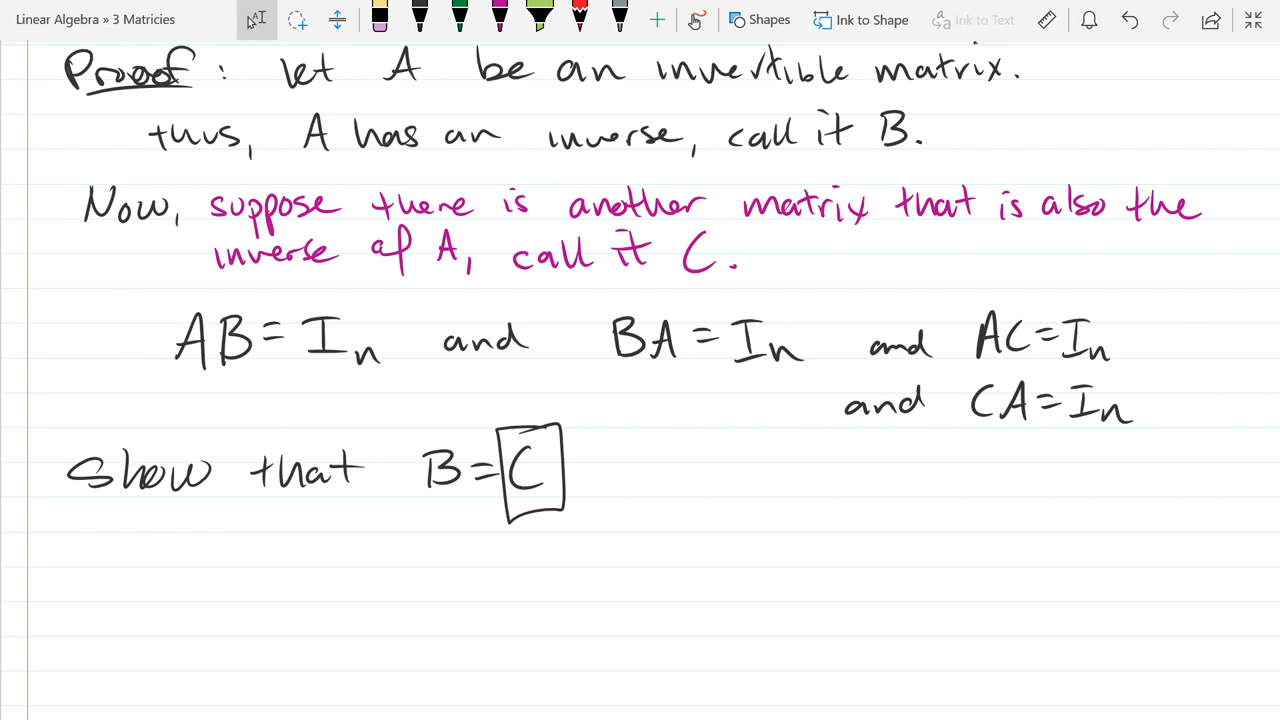 Linear Algebra » 3 Matricies
Shapes
Ink to Shape
Ink to Text
Proof: let A be an invertible matrix.
thus, A has an inverse, call it B.
Now, suppose there is another matrix that is also the
inverse of A, call it C.
AB = In and BA = In and AC = In
and CA = In
Show that B = C